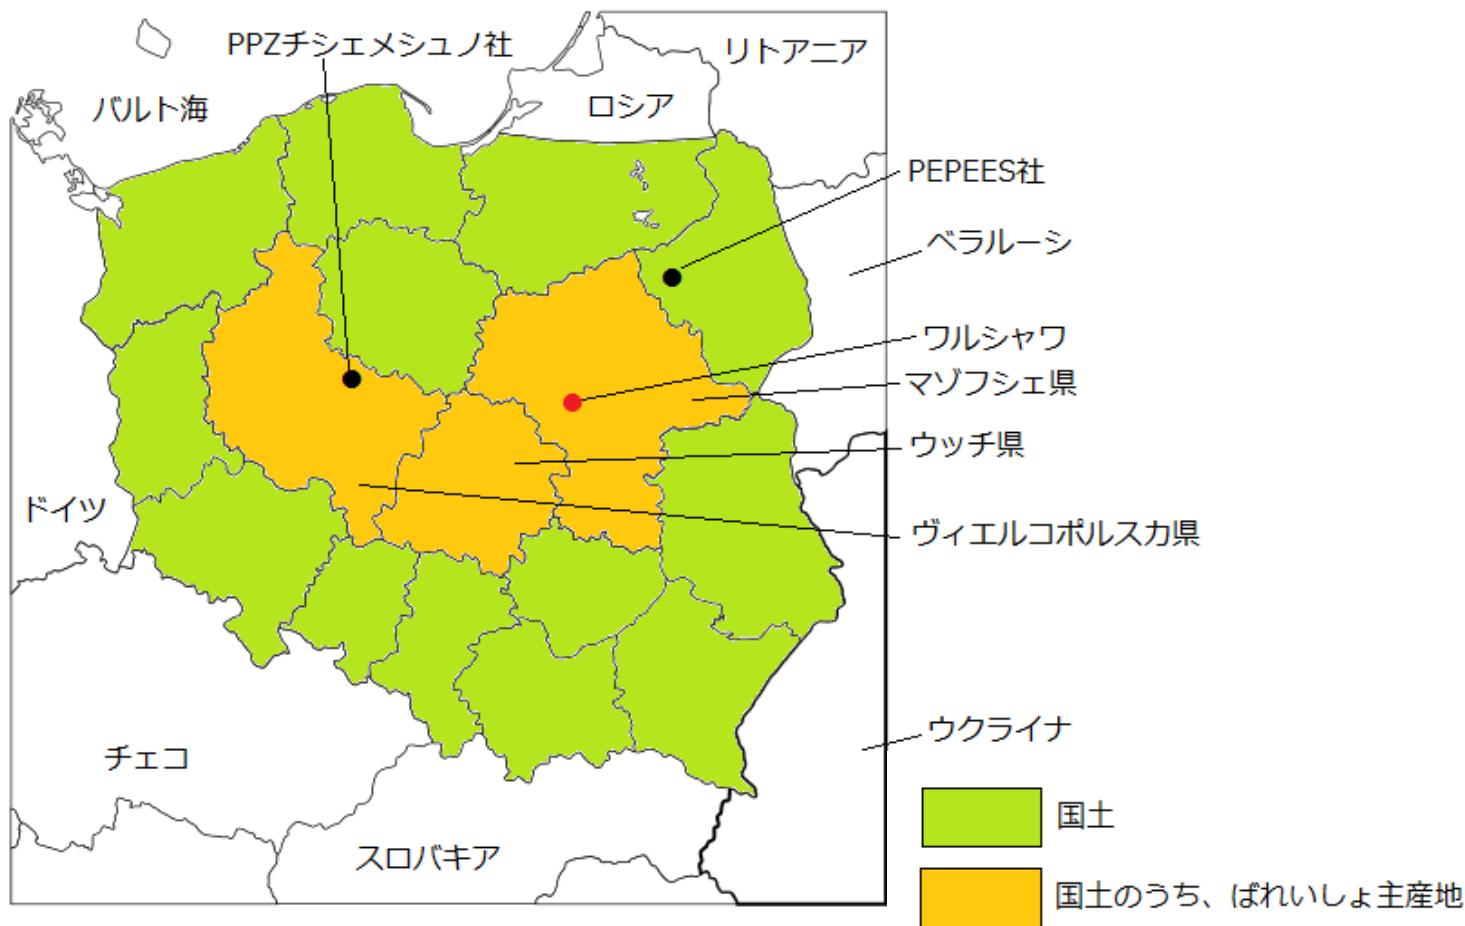 PPZチシェメシュノ社
リトアニア
バルト海
ロシア
PEPEES社
ベラルーシ
ワルシャワ
マゾフシェ県
ウッチ県
ドイツ
ヴィエルコポルスカ県
ウクライナ
チェコ
国土
スロバキア
国土のうち、ばれいしょ主産地